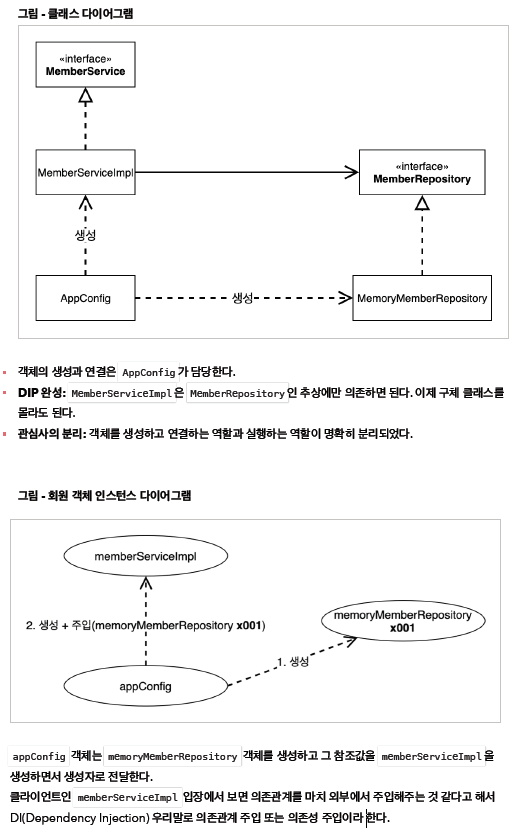 그림 - 클래스 다이어그램
«interface»
MemberService
MemberServiceImpl
«interface»
MemberRepository
생성
AppConfig
생성
MemoryMemberRepository
객체의 생성과 연결은 AppConfig 가 담당한다.
DIP 완성: MemberServiceImpl 은 MemberRepository 인 추상에만 의존하면 된다. 이제 구체 클래스를
몰라도 된다.
관심사의 분리: 객체를 생성하고 연결하는 역할과 실행하는 역할이 명확히 분리되었다.
그림 - 회원 객체 인스턴스 다이어그램
memberServiceImpl
memoryMemberRepository
x001
2. 생성 + 주입(memoryMemberRepository x001)
1. 생성
appConfig
appConfig 객체는 memoryMemberRepository 객체를 생성하고 그 참조값을 memberServiceImpl 을
생성하면서 생성자로 전달한다.
클라이언트인 memberServiceImpl 입장에서 보면 의존관계를 마치 외부에서 주입해주는 것 같다고 해서
DI(Dependency Injection) 우리말로 의존관계 주입 또는 의존성 주입이라 한다.